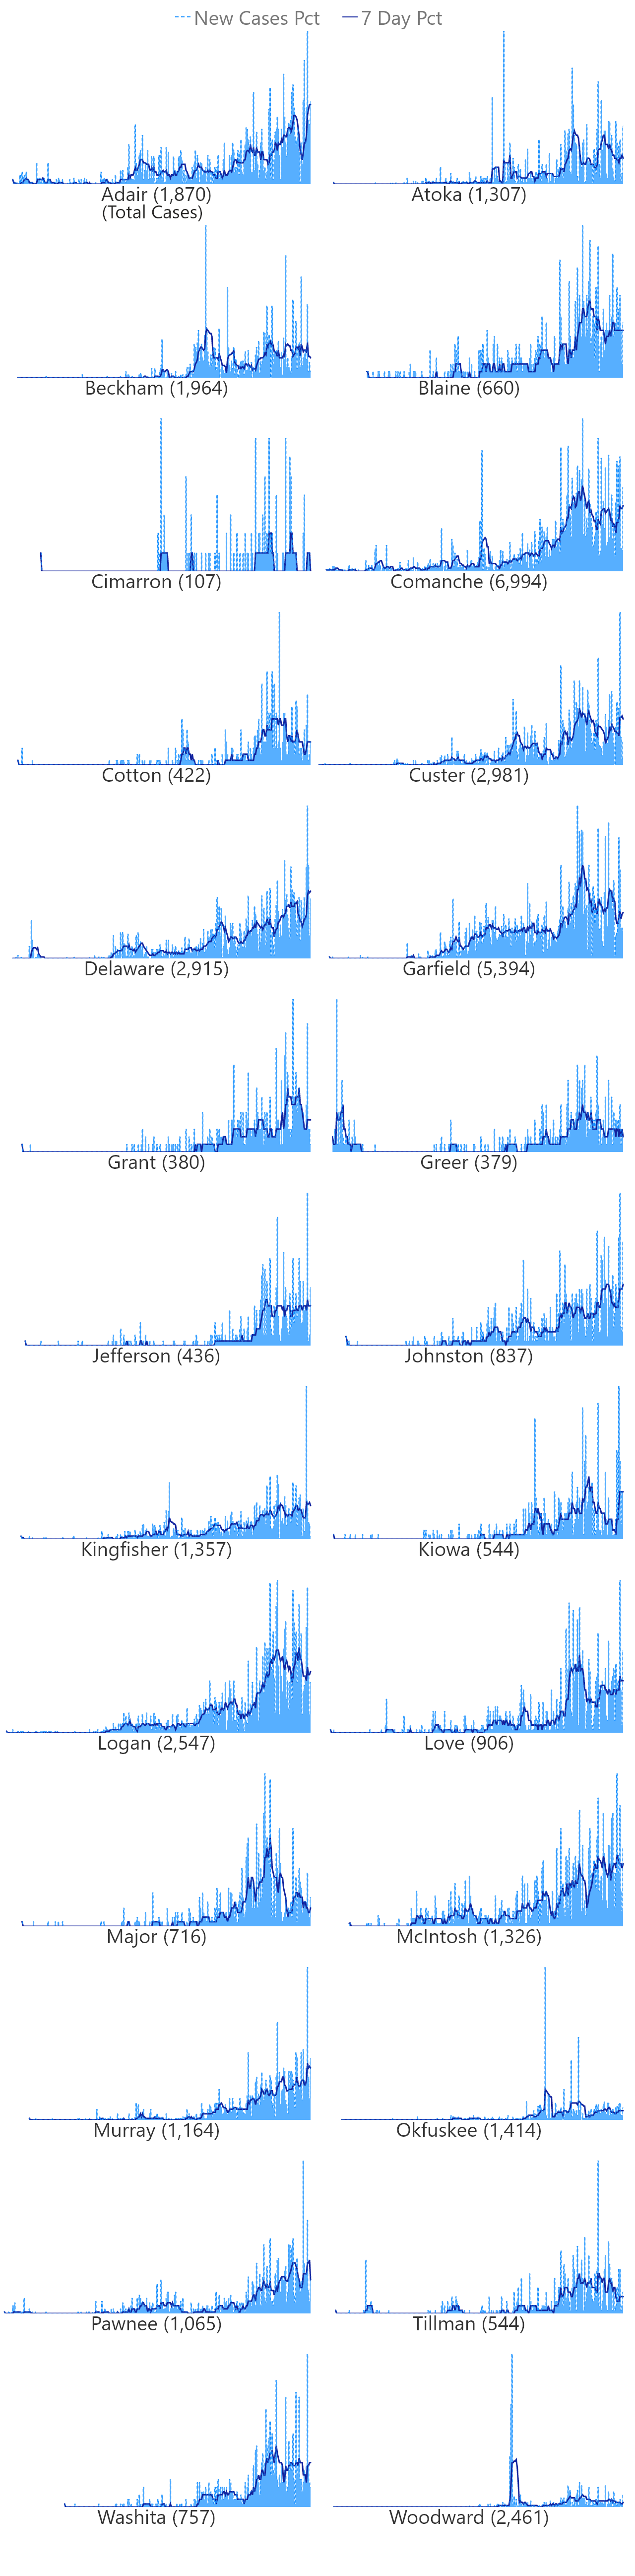 New Cases Pct 7 Day Pct
Adair (1,870) Atoka (1,307)
(Total Cases)
Beckham (1,964) Blaine (660)
Cimarron (107) Comanche (6,994)
Cotton (422) Custer (2,981)
Delaware (2,915) Garfield (5,394)
Grant (380) Greer (379)
Jefferson (436) Johnston (837)
Kingfisher (1,357) Kiowa (544)
Logan (2,547) Love (906)
Major (716) McIntosh (1,326)
Murray (1,164) Okfuskee (1,414)
Pawnee (1,065) Tillman (544)
Washita (757) Woodward (2,461)